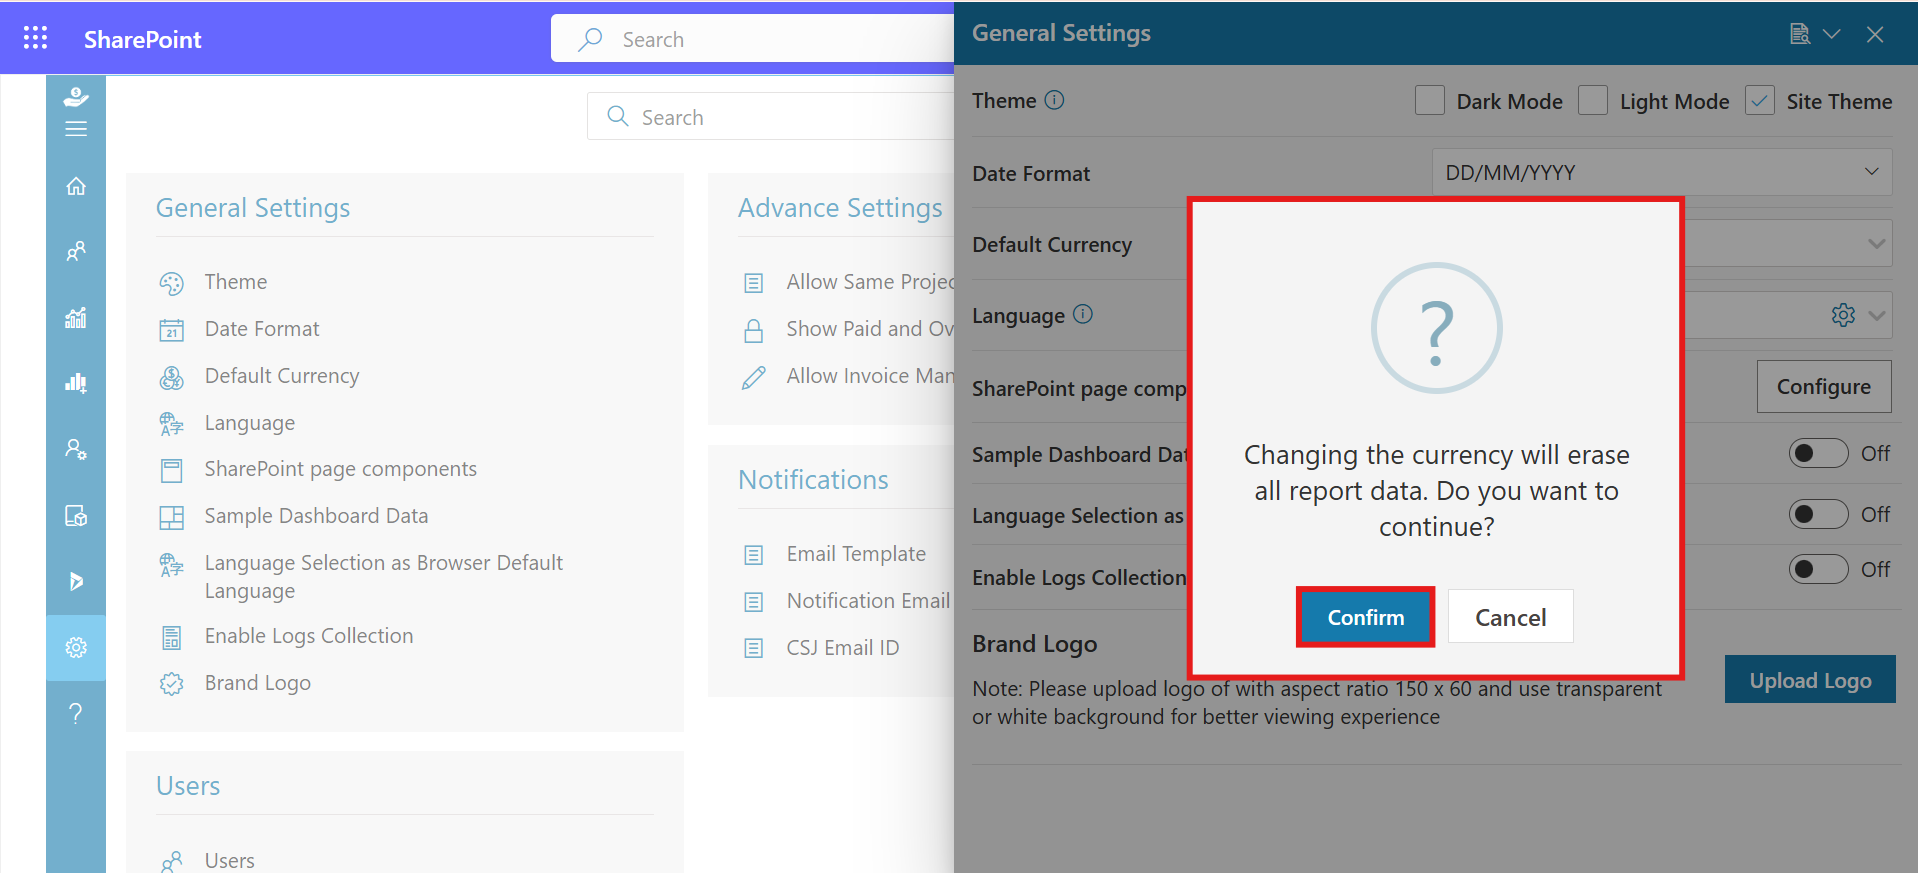 SharePoint
Search
Search
General Settings
Theme
21
Date Format
Default Currency
Language
SharePoint page components
Sample Dashboard Data
Language Selection as Browser Default
Language
Enable Logs Collection
Brand Logo
Users
Users
Advance Settings
Allow Same Projec
Show Paid and Ov
Allow Invoice Man
Notifications
Email Template
Notification Email
CSJ Email ID
General Settings
Theme
Dark Mode
Light Mode
Site Theme
Date Format
DD/MM/YYYY
Default Currency
Language
SharePoint page comp
Configure
Sample Dashboard Dat
Off
Language Selection as
Off
Enable Logs Collection
Off
Brand Logo
Note: Please upload logo of with aspect ratio 150 x 60 and use transparent
or white background for better viewing experience
Upload Logo
?
Changing the currency will erase
all report data. Do you want to
continue?
Confirm
Cancel